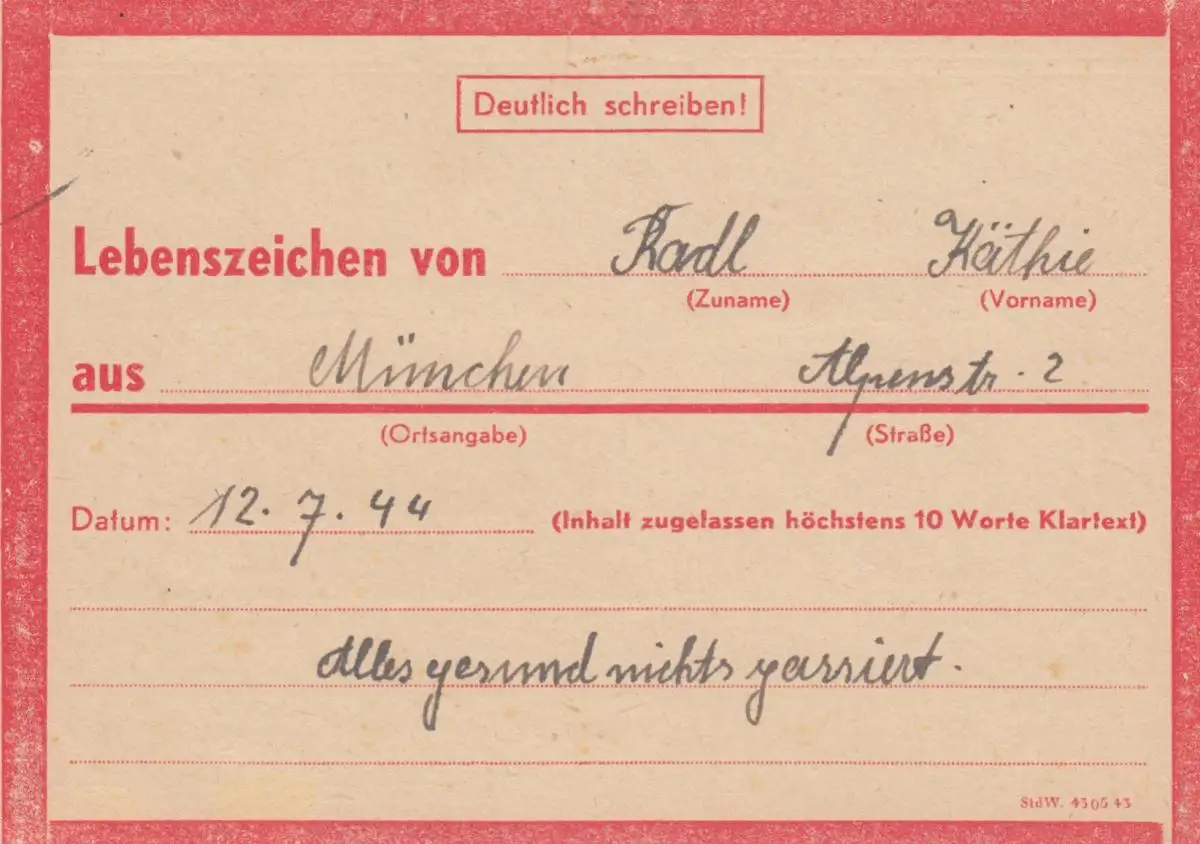 Deutlich schreiben!
Lebenszeichen von Radl Käthie
(Zuname) (Vorname)
aus München Alpenstr. 2
(Ortsangabe) (Straße)
Datum: 12.7.44 (Inhalt zugelassen höchstens 10 Worte Klartext)
Alles gesund nichts passiert.
StdW. 4305 43